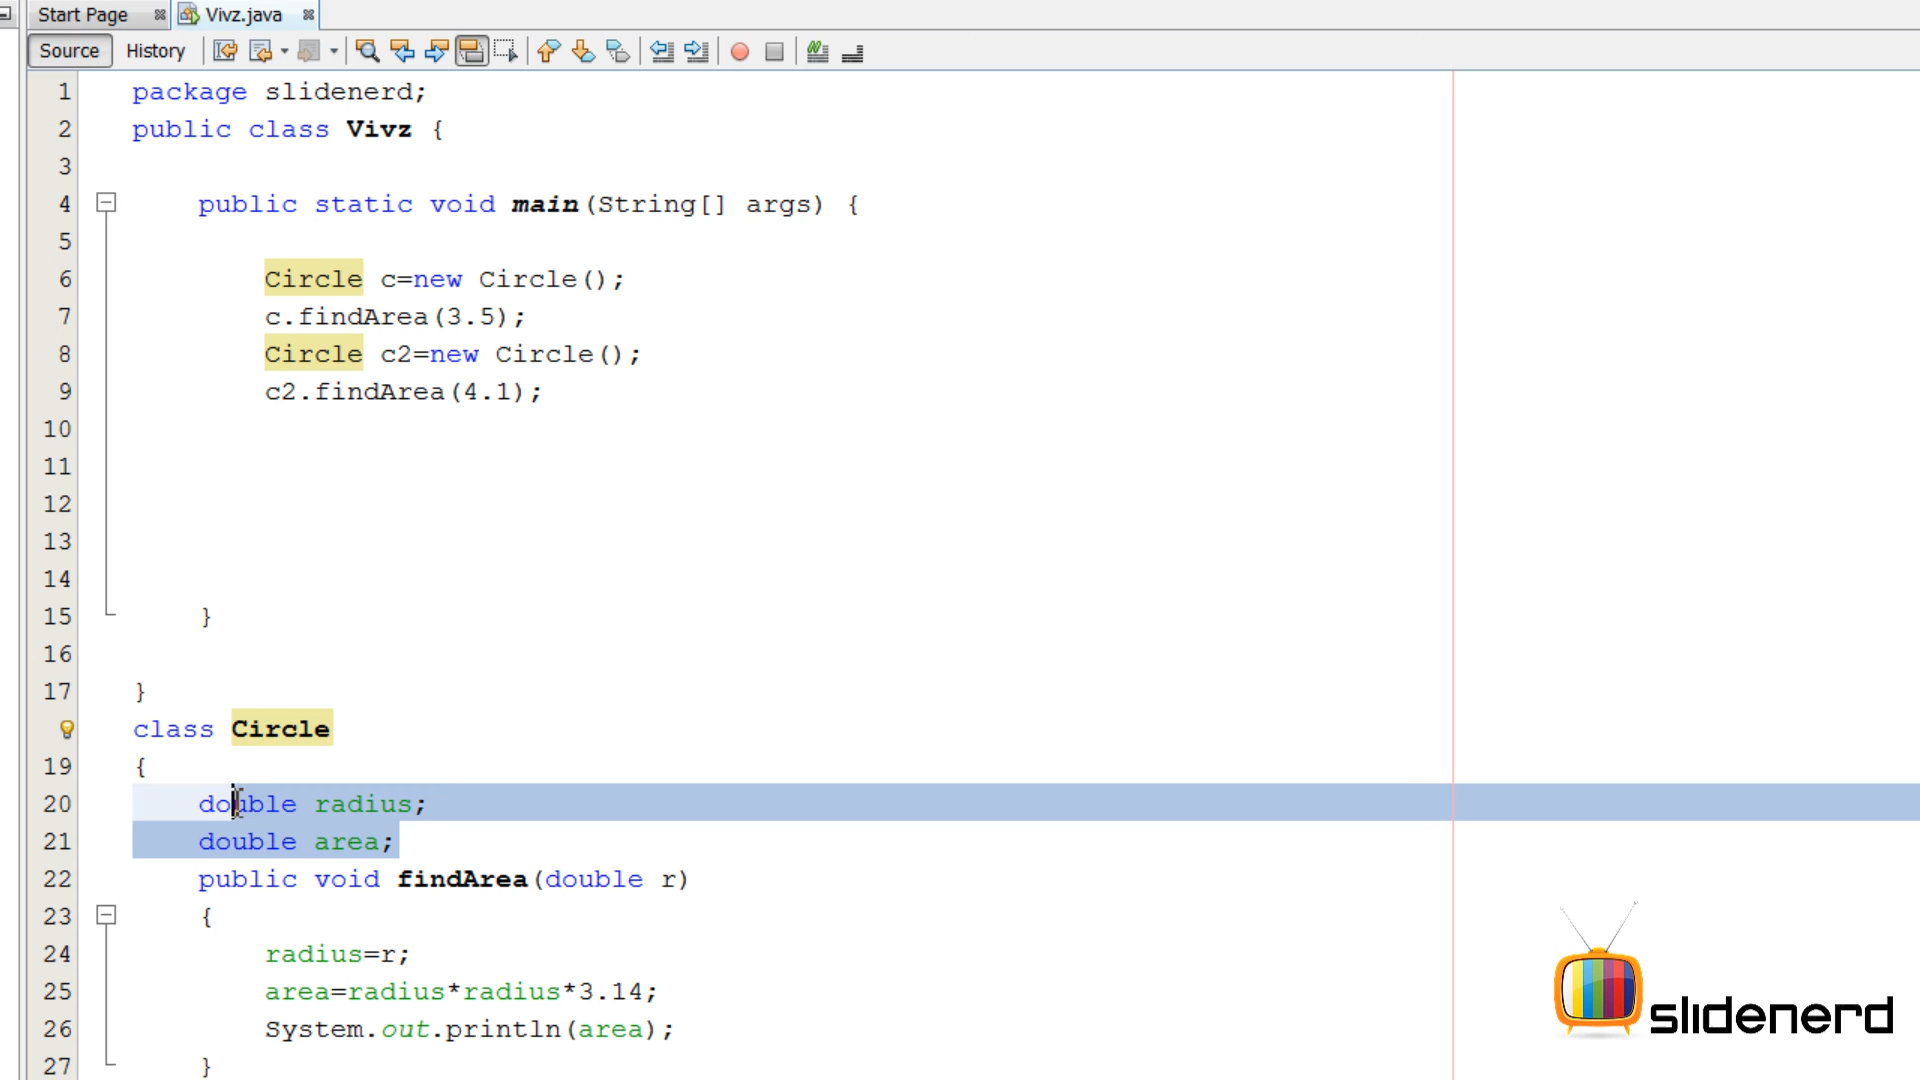 Start Page
Vivz.java
Source
History
1 package slidenerd;
2 public class Vivz {
3
4 public static void main(String[] args) {
5
6 Circle c=new Circle();
7 c.findArea(3.5);
8 Circle c2=new Circle();
9 c2.findArea(4.1);
10
11
12
13
14
15 }
16
17 }
class Circle
19 {
20 double radius;
21 double area;
22 public void findArea(double r)
23 {
24 radius=r;
25 area=radius*radius*3.14;
26 System.out.println(area);
27 }
slidenerd